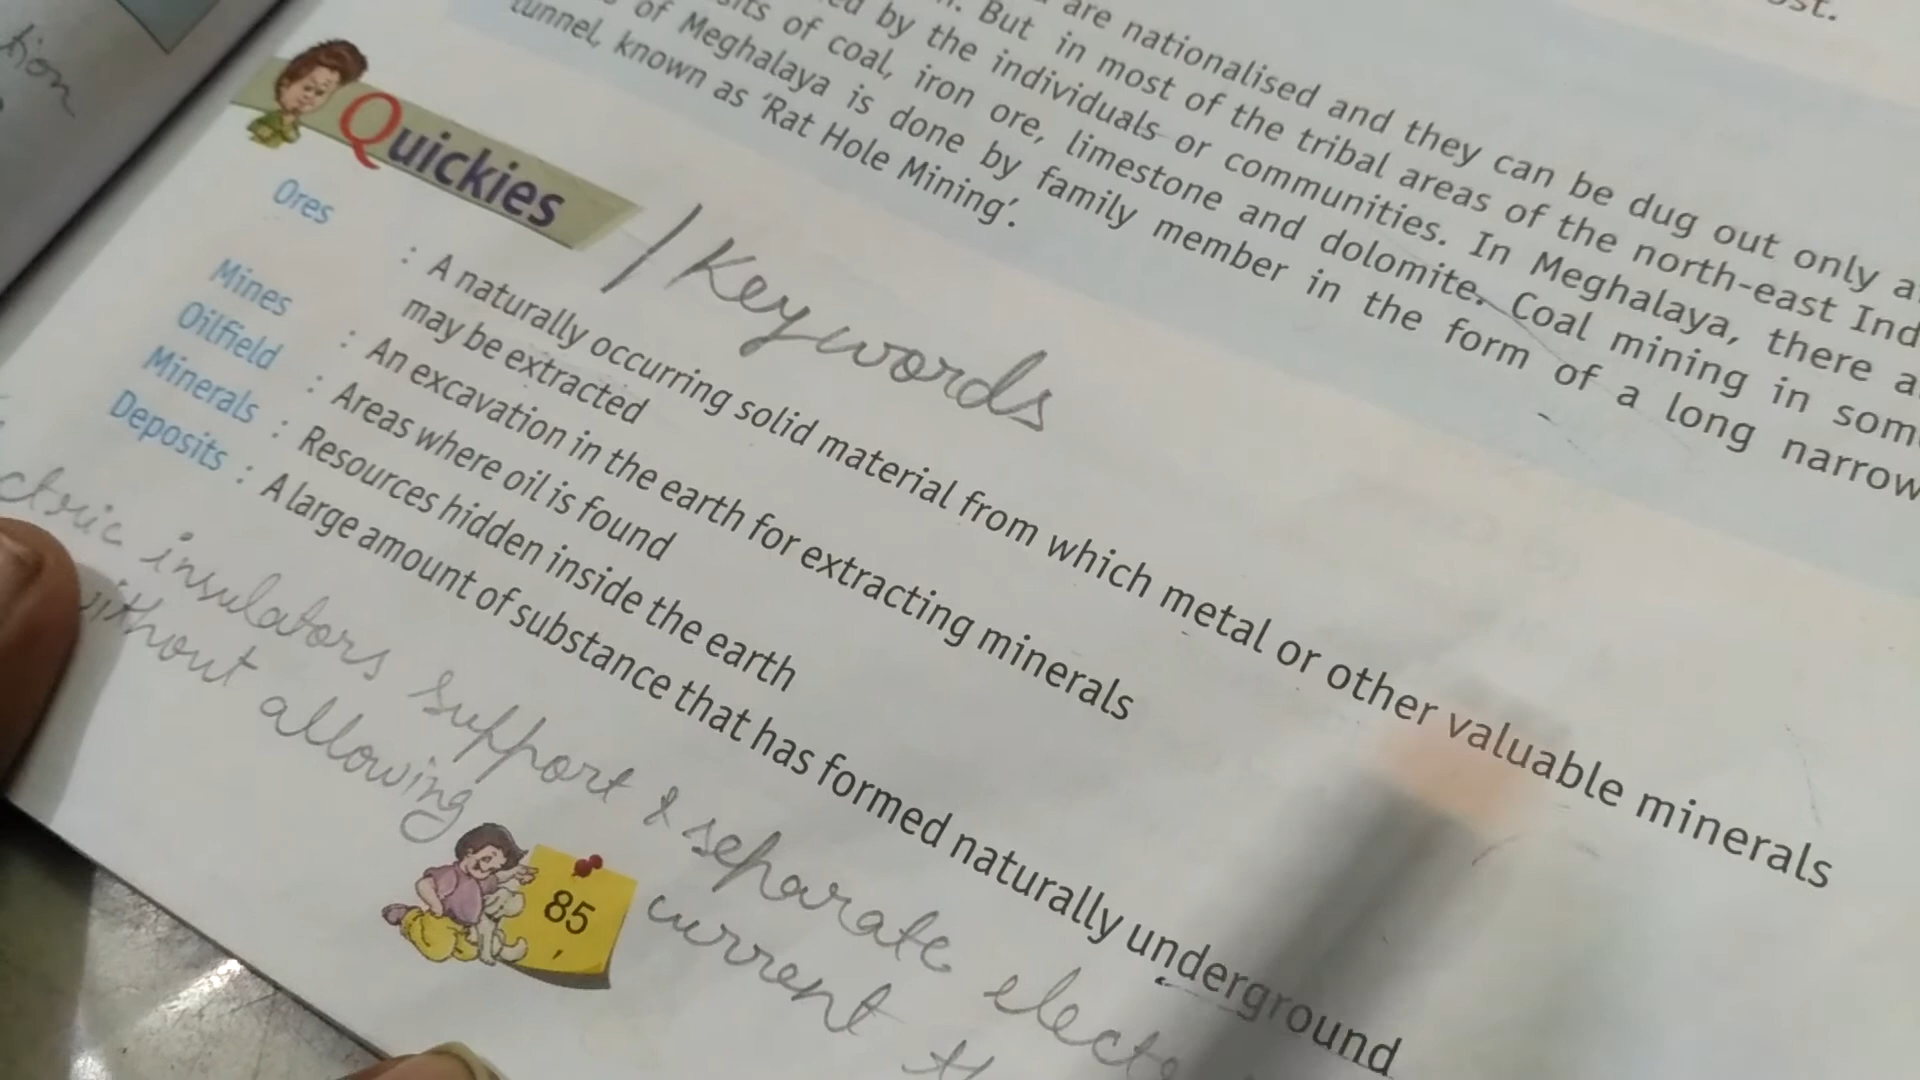 tion
st.
are nationalised and they can be dug out only a
But in most of the tribal areas of the north-east Ind
by the individuals or communities. In Meghalaya, there a
of coal, iron ore, limestone and dolomite. Coal mining in som
of Meghalaya is done by family member in the form of a long narrow
tunnel, known as 'Rat Hole Mining'.
Quickies / Keywords
Ores : A naturally occurring solid material from which metal or other valuable minerals
may be extracted
Mines : An excavation in the earth for extracting minerals
Oilfield : Areas where oil is found
Minerals : Resources hidden inside the earth
Deposits : A large amount of substance that has formed naturally underground
ctric insulators support & separate elect
without allowing current th
85